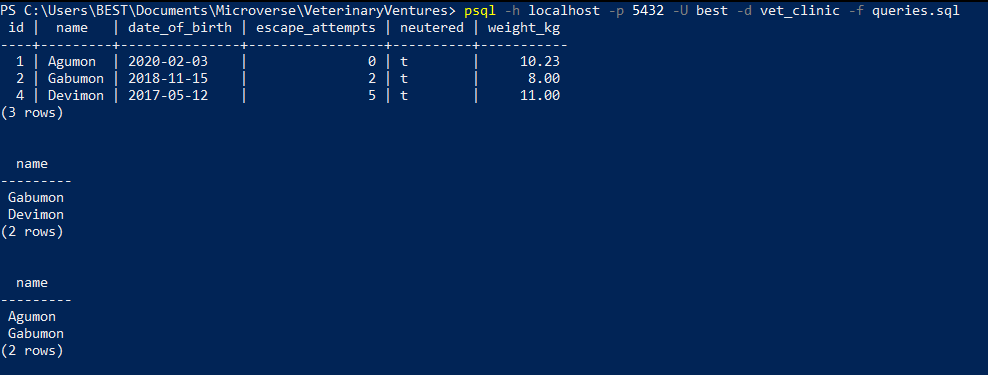 PS C:\Users\BEST\Documents\Microverse\VeterinaryVentures> psql -h localhost -p 5432 -U best -d vet_clinic -f queries.sql
 id |  name   | date_of_birth | escape_attempts | neutered | weight_kg
----+---------+---------------+-----------------+----------+-----------
  1 | Agumon  | 2020-02-03    |               0 | t        |     10.23
  2 | Gabumon | 2018-11-15    |               2 | t        |      8.00
  4 | Devimon | 2017-05-12    |               5 | t        |     11.00
(3 rows)
  name
---------
 Gabumon
 Devimon
(2 rows)
  name
---------
 Agumon
 Gabumon
(2 rows)